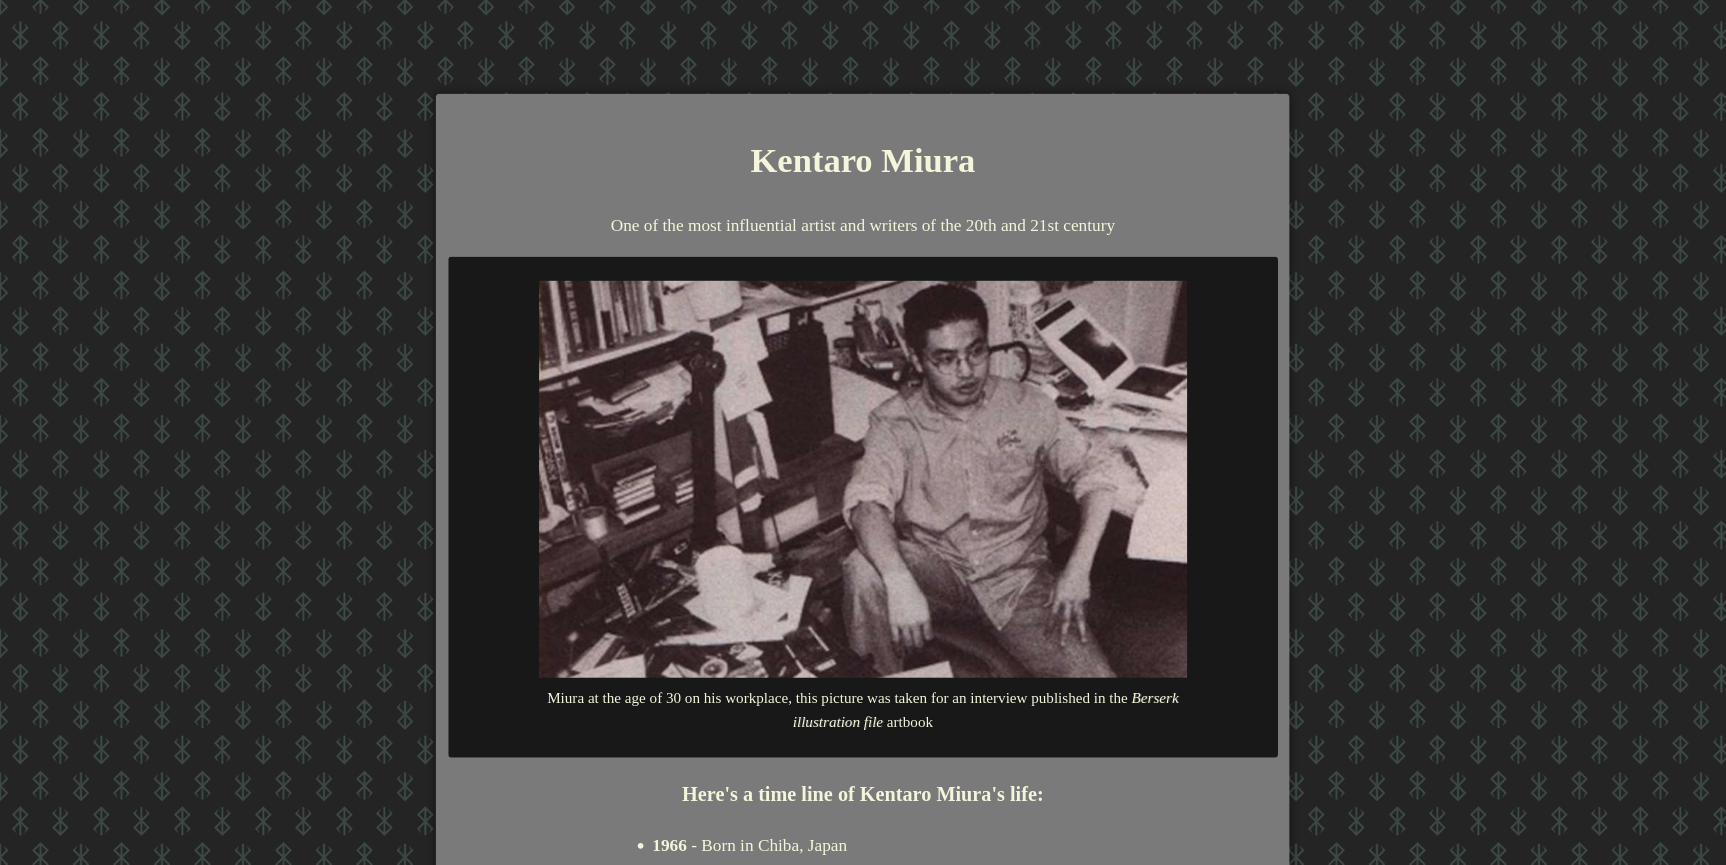 Kentaro Miura
One of the most influential artist and writers of the 20th and 21st century
Miura at the age of 30 on his workplace, this picture was taken for an interview published in the Berserk
illustration file artbook
Here's a time line of Kentaro Miura's life:
• 1966 - Born in Chiba, Japan